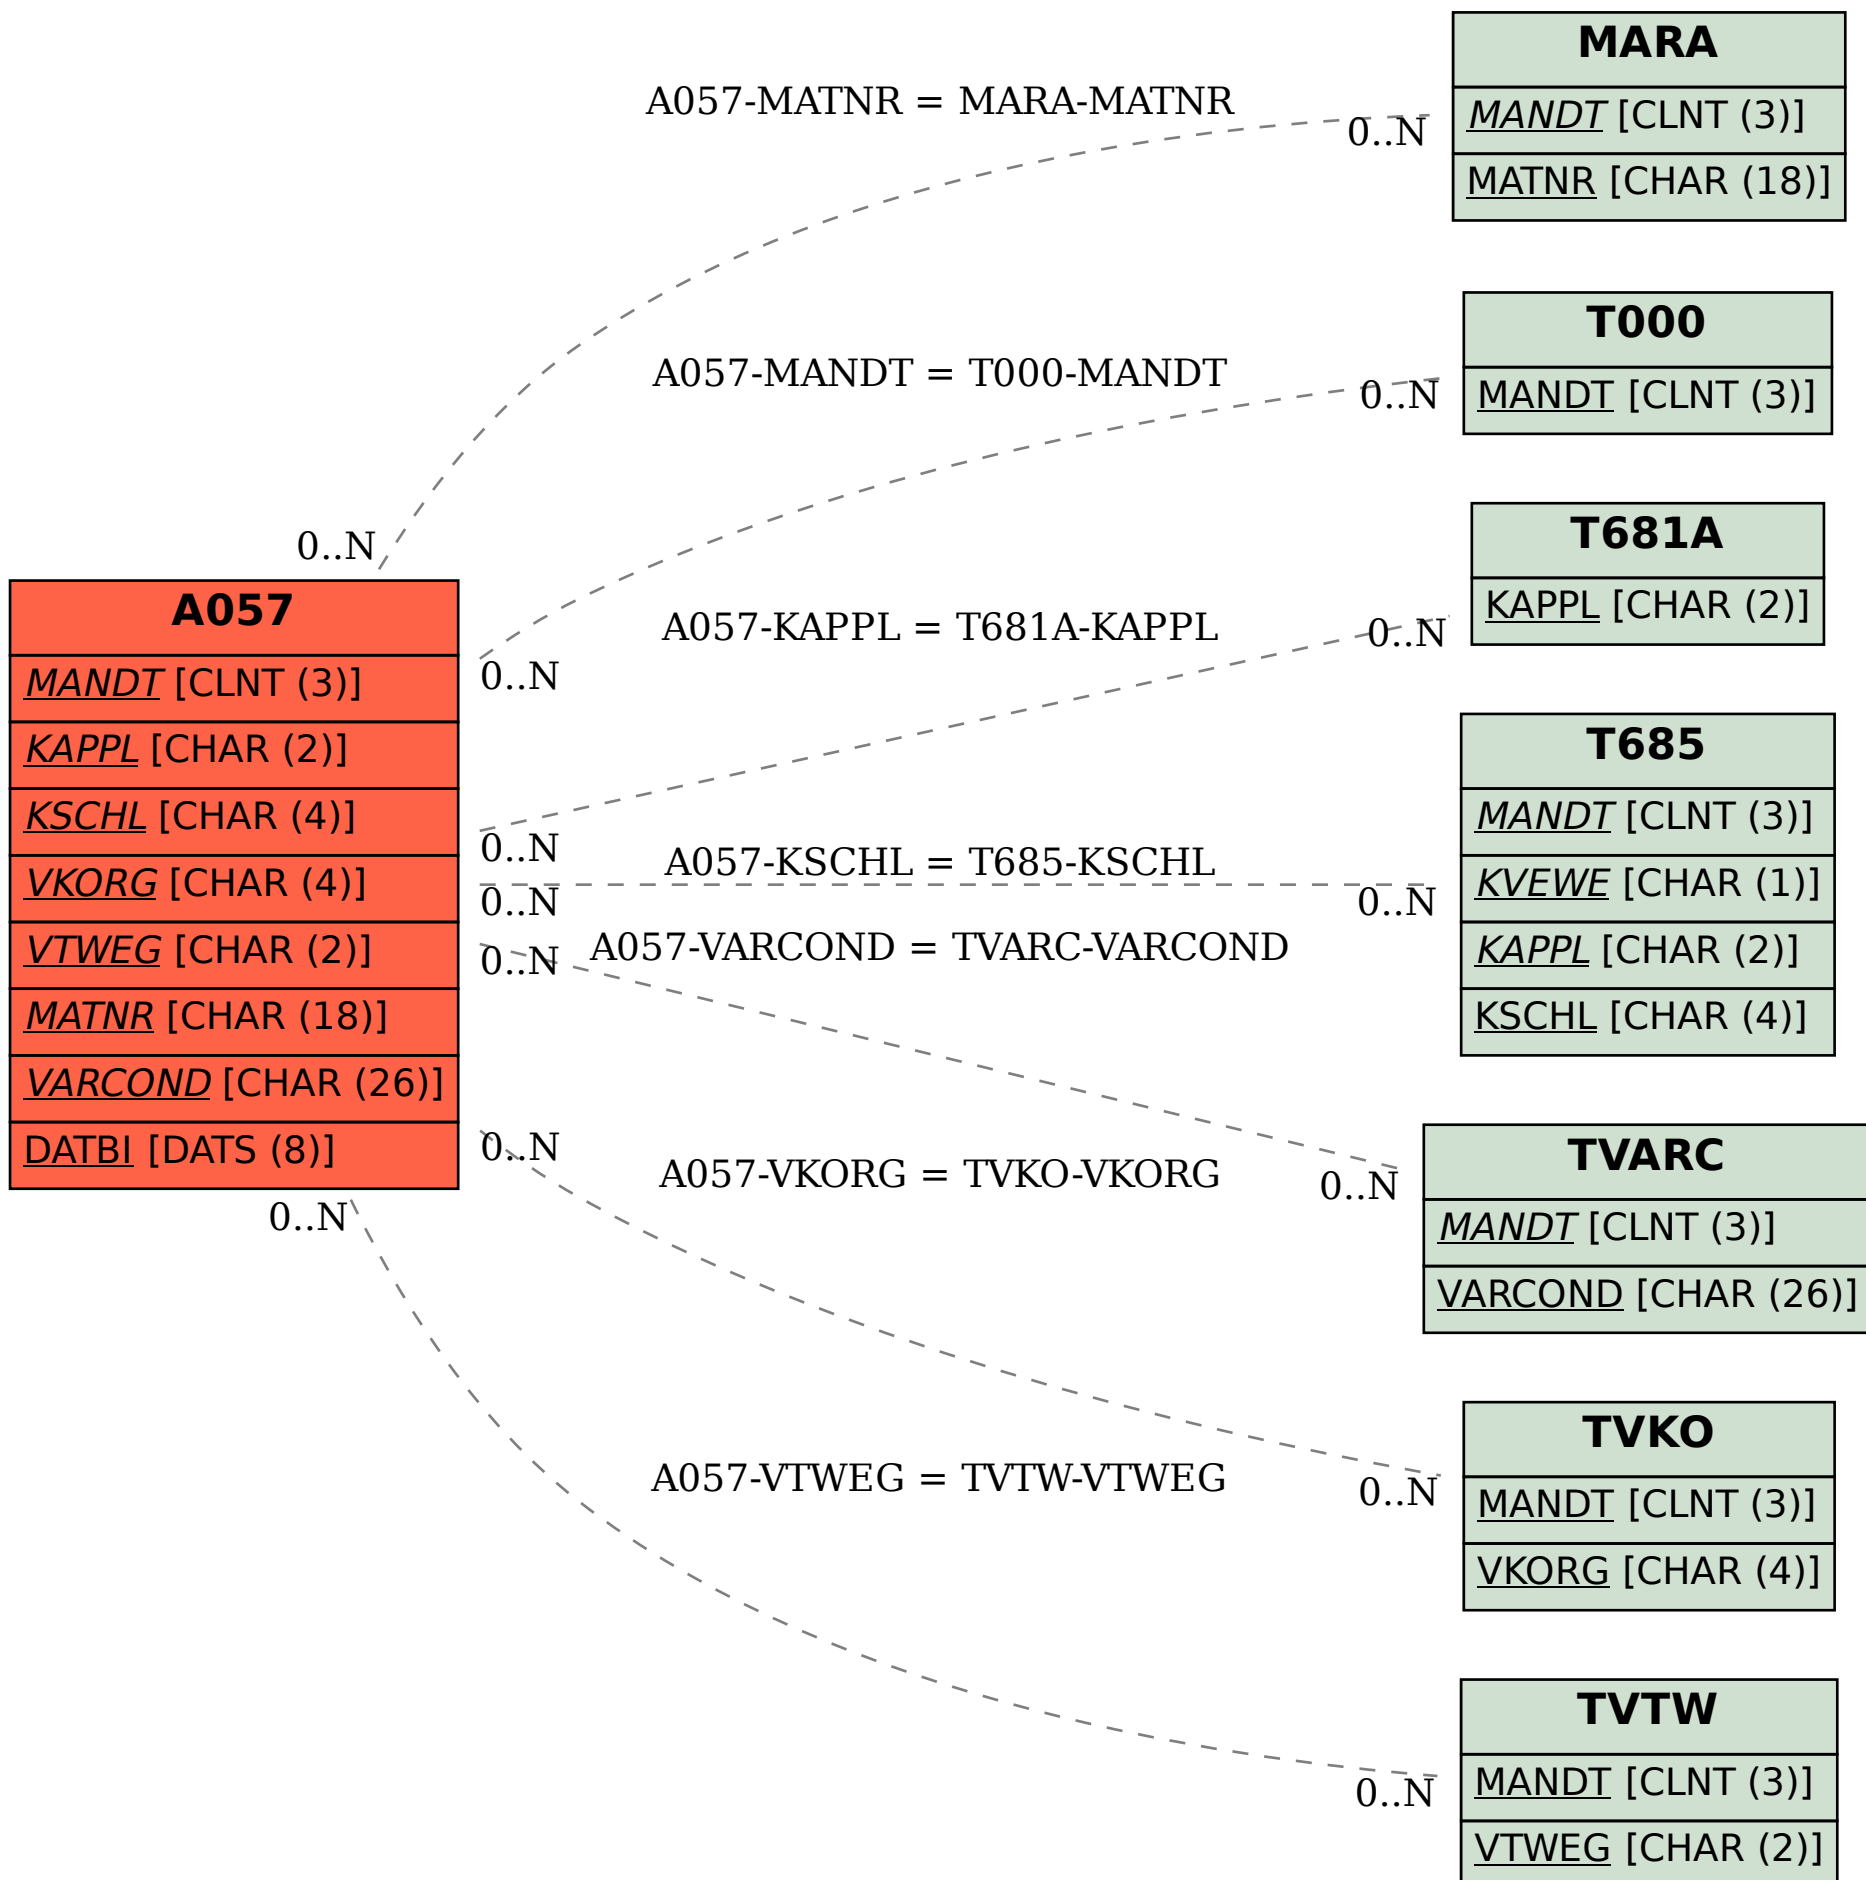 MARA
MANDT [CLNT (3)]
MATNR [CHAR (18)]
A057-MATNR = MARA-MATNR
0..N
0..N
T000
MANDT [CLNT (3)]
A057-MANDT = T000-MANDT
0..N
0..N
T681A
KAPPL [CHAR (2)]
A057-KAPPL = T681A-KAPPL
0..N
0..N
A057
MANDT [CLNT (3)]
KAPPL [CHAR (2)]
KSCHL [CHAR (4)]
VKORG [CHAR (4)]
VTWEG [CHAR (2)]
MATNR [CHAR (18)]
VARCOND [CHAR (26)]
DATBI [DATS (8)]
T685
MANDT [CLNT (3)]
KVEWE [CHAR (1)]
KAPPL [CHAR (2)]
KSCHL [CHAR (4)]
A057-KSCHL = T685-KSCHL
0..N
0..N
A057-VARCOND = TVARC-VARCOND
0..N
0..N
TVARC
MANDT [CLNT (3)]
VARCOND [CHAR (26)]
A057-VKORG = TVKO-VKORG
0..N
0..N
TVKO
MANDT [CLNT (3)]
VKORG [CHAR (4)]
A057-VTWEG = TVTW-VTWEG
0..N
0..N
TVTW
MANDT [CLNT (3)]
VTWEG [CHAR (2)]